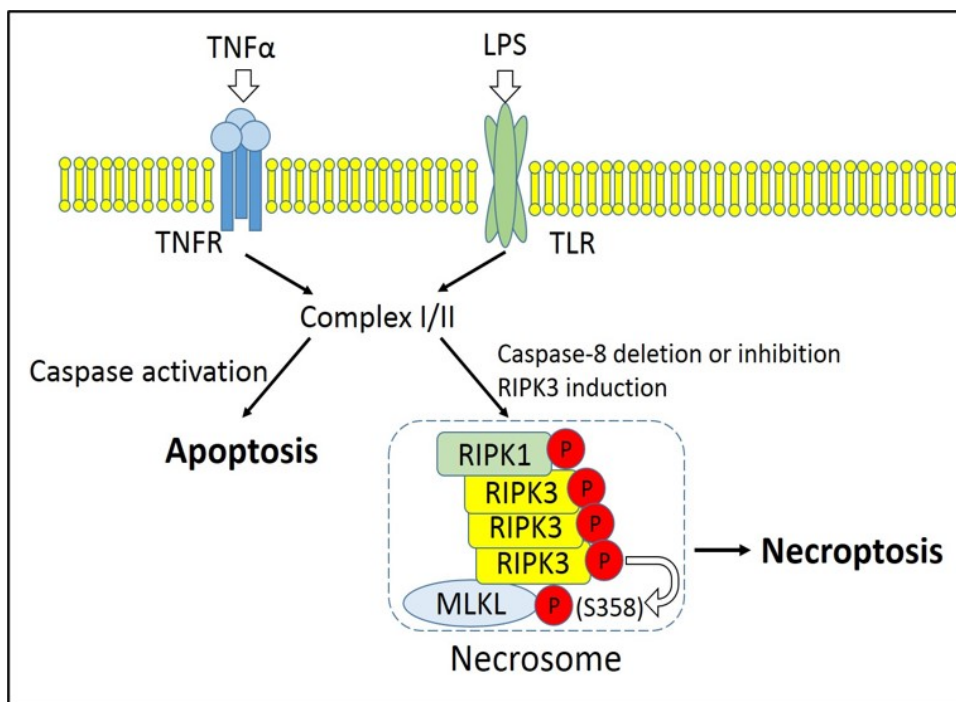 TNFα
LPS
TNFR
TLR
Complex I/II
Caspase activation
Caspase-8 deletion or inhibition
RIPK3 induction
Apoptosis
RIPK1 P
RIPK3 P
RIPK3 P
RIPK3 P
Necroptosis
MLKL P (S358)
Necrosome